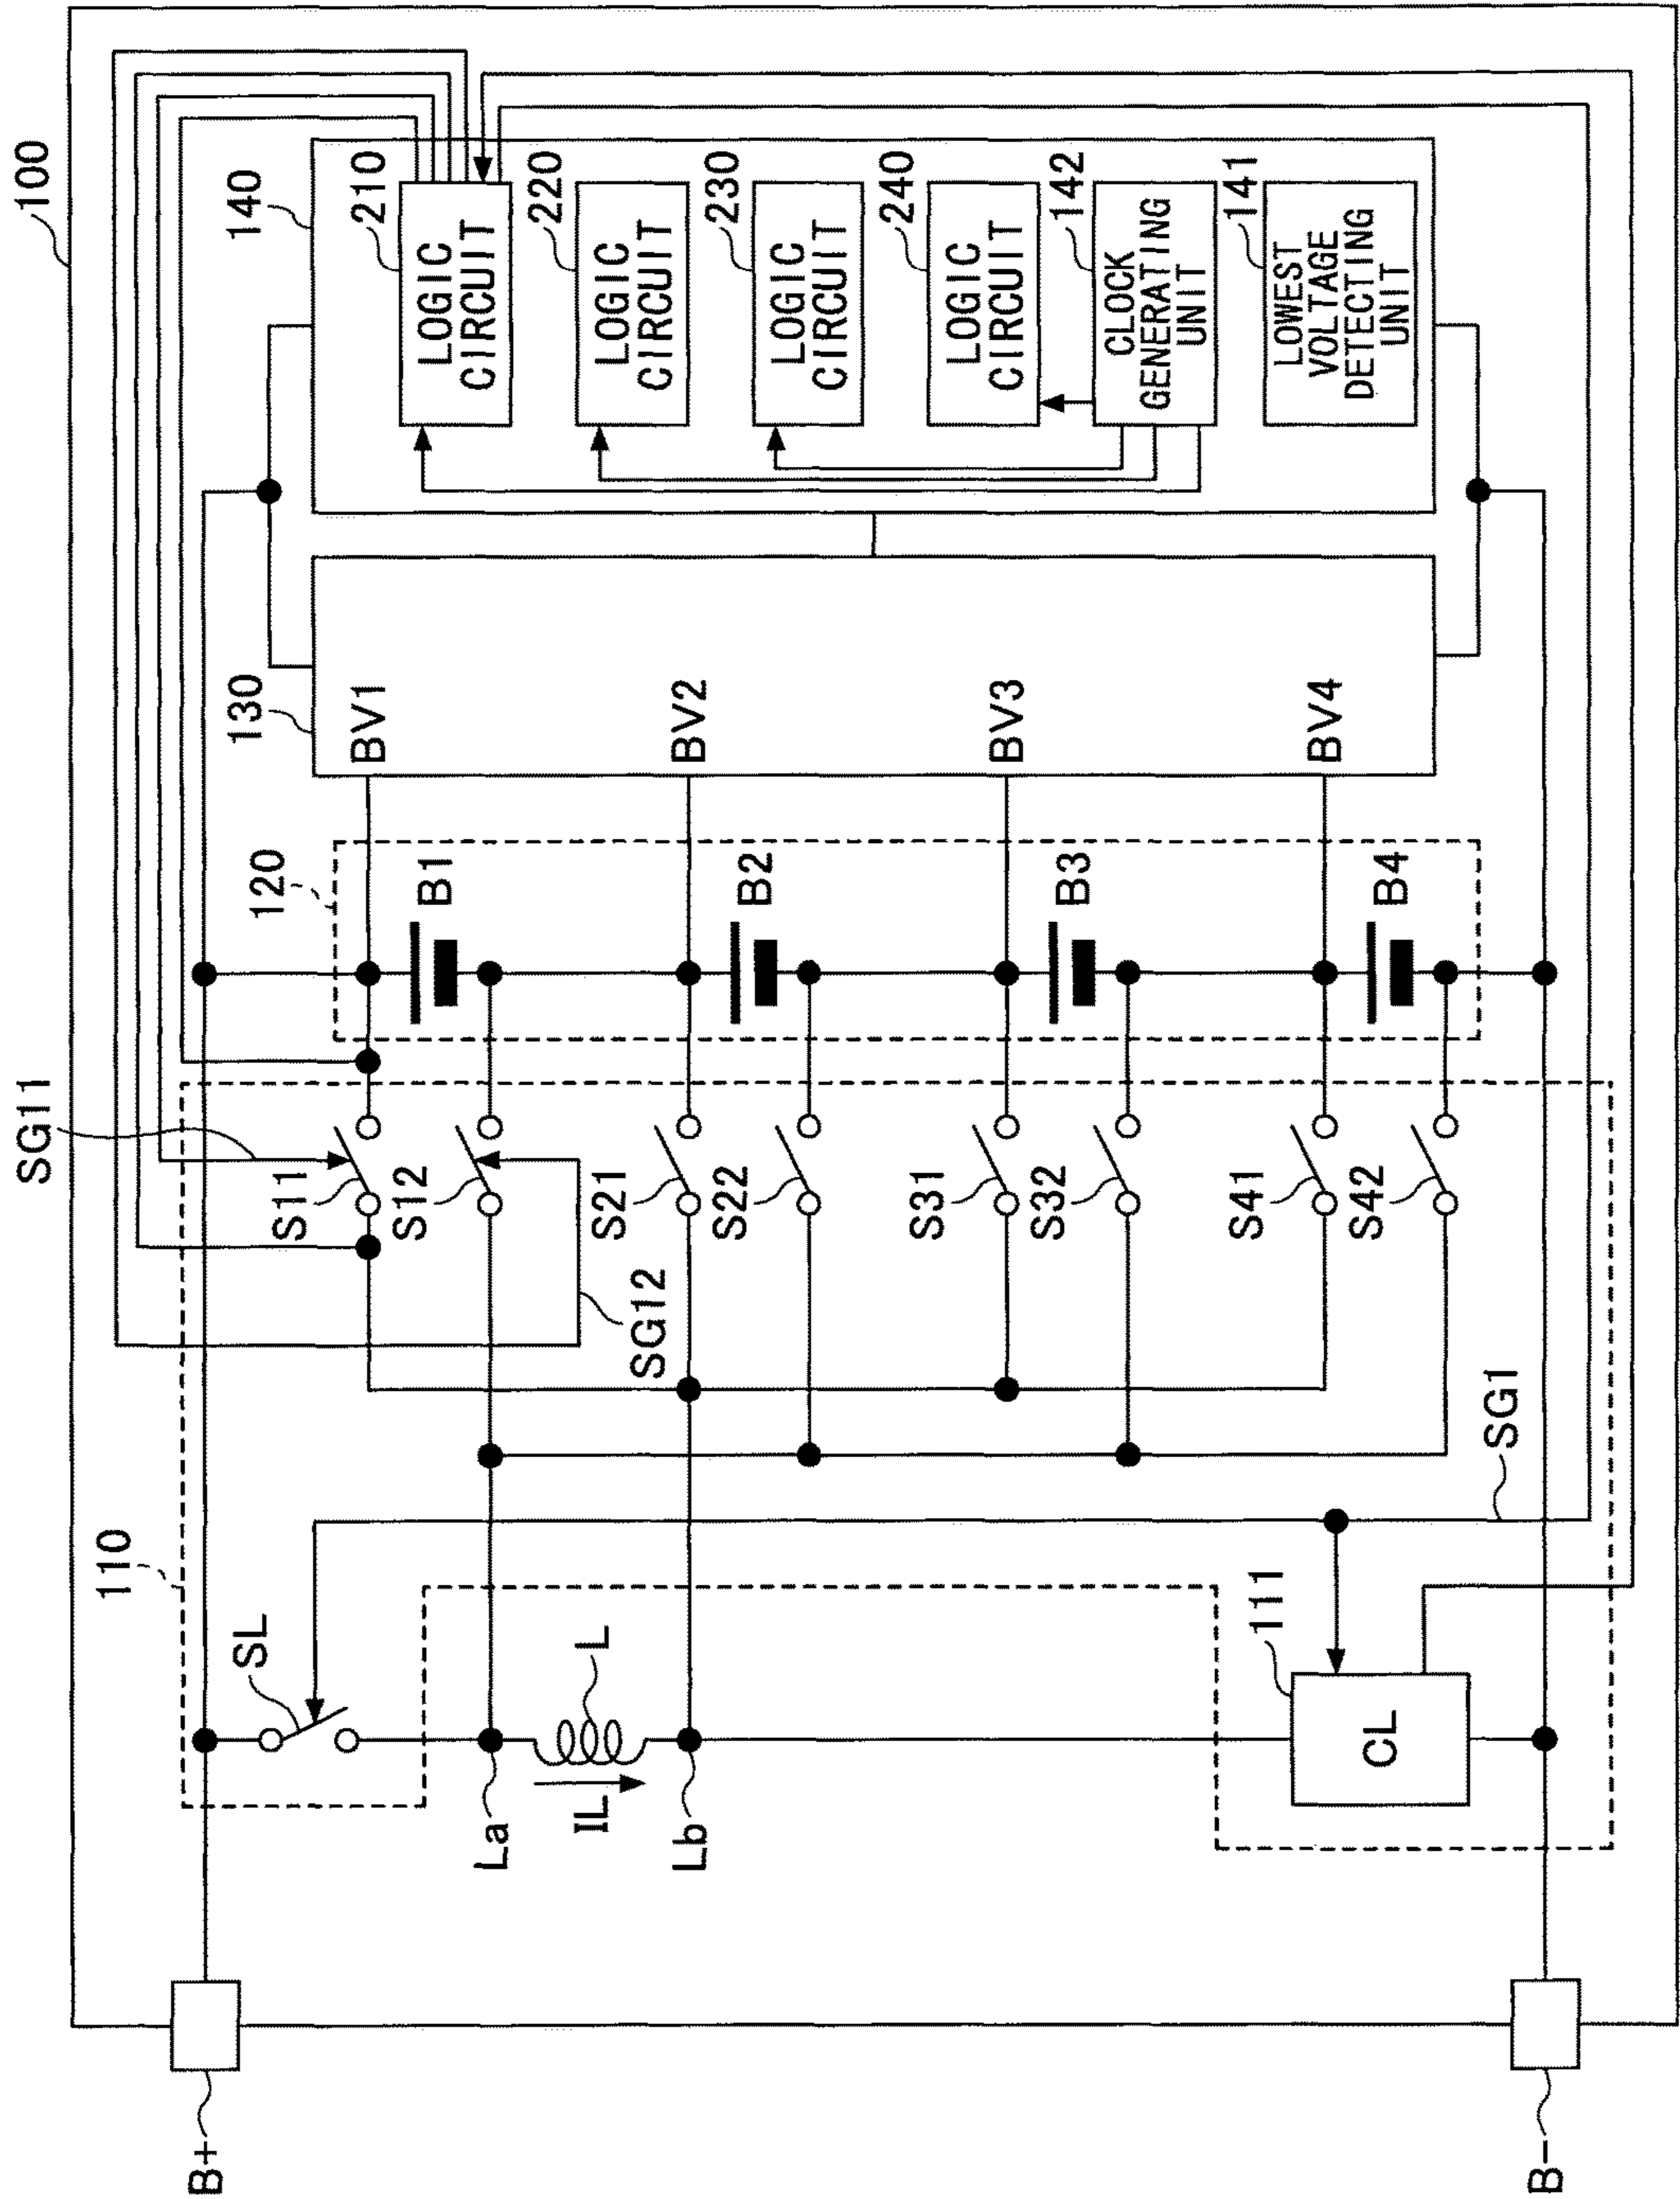 100
140
210
LOGIC
CIRCUIT
220
LOGIC
CIRCUIT
230
LOGIC
CIRCUIT
240
LOGIC
CIRCUIT
142
CLOCK
GENERATING
UNIT
141
LOWEST
VOLTAGE
DETECTING
UNIT
130
BV1
BV2
BV3
BV4
120
B1
B2
B3
B4
SG11
S11
S12
S21
S22
S31
S32
S41
S42
SG12
SG1
110
SL
L
IL
La
Lb
111
CL
B+
B-